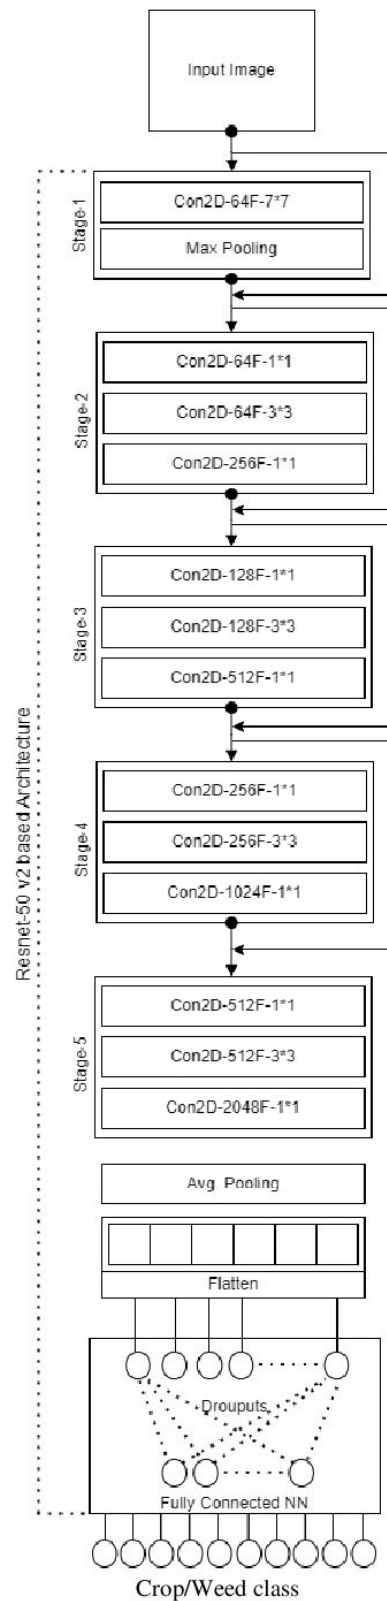 Input Image
Resnet-50 v2 based Architecture
Stage-1
Con2D-64F-7*7
Max Pooling
Stage-2
Con2D-64F-1*1
Con2D-64F-3*3
Con2D-256F-1*1
Stage-3
Con2D-128F-1*1
Con2D-128F-3*3
Con2D-512F-1*1
Stage-4
Con2D-256F-1*1
Con2D-256F-3*3
Con2D-1024F-1*1
Stage-5
Con2D-512F-1*1
Con2D-512F-3*3
Con2D-2048F-1*1
Avg. Pooling
Flatten
Drouputs
Fully Connected NN
Crop/Weed class